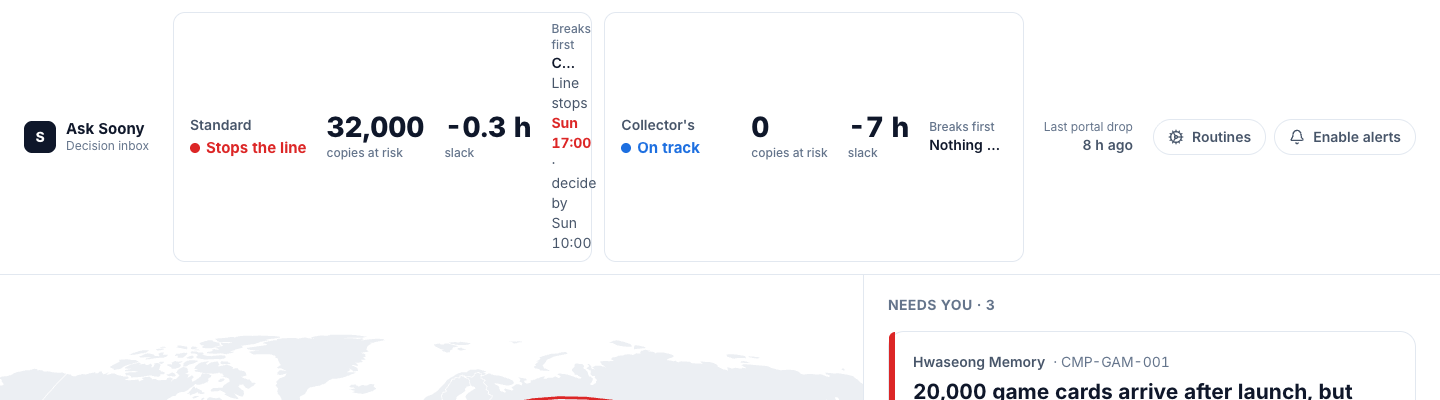 S
Ask Soony
Decision inbox
Standard
Stops the line
32,000
copies at risk
-0.3 h
slack
Breaks
first
C...
Line
stops
Sun
17:00
·
decide
by
Sun
10:00
Collector's
On track
0
copies at risk
-7 h
slack
Breaks first
Nothing ...
Last portal drop
8 h ago
Routines
Enable alerts
NEEDS YOU · 3
Hwaseong Memory · CMP-GAM-001
20,000 game cards arrive after launch, but